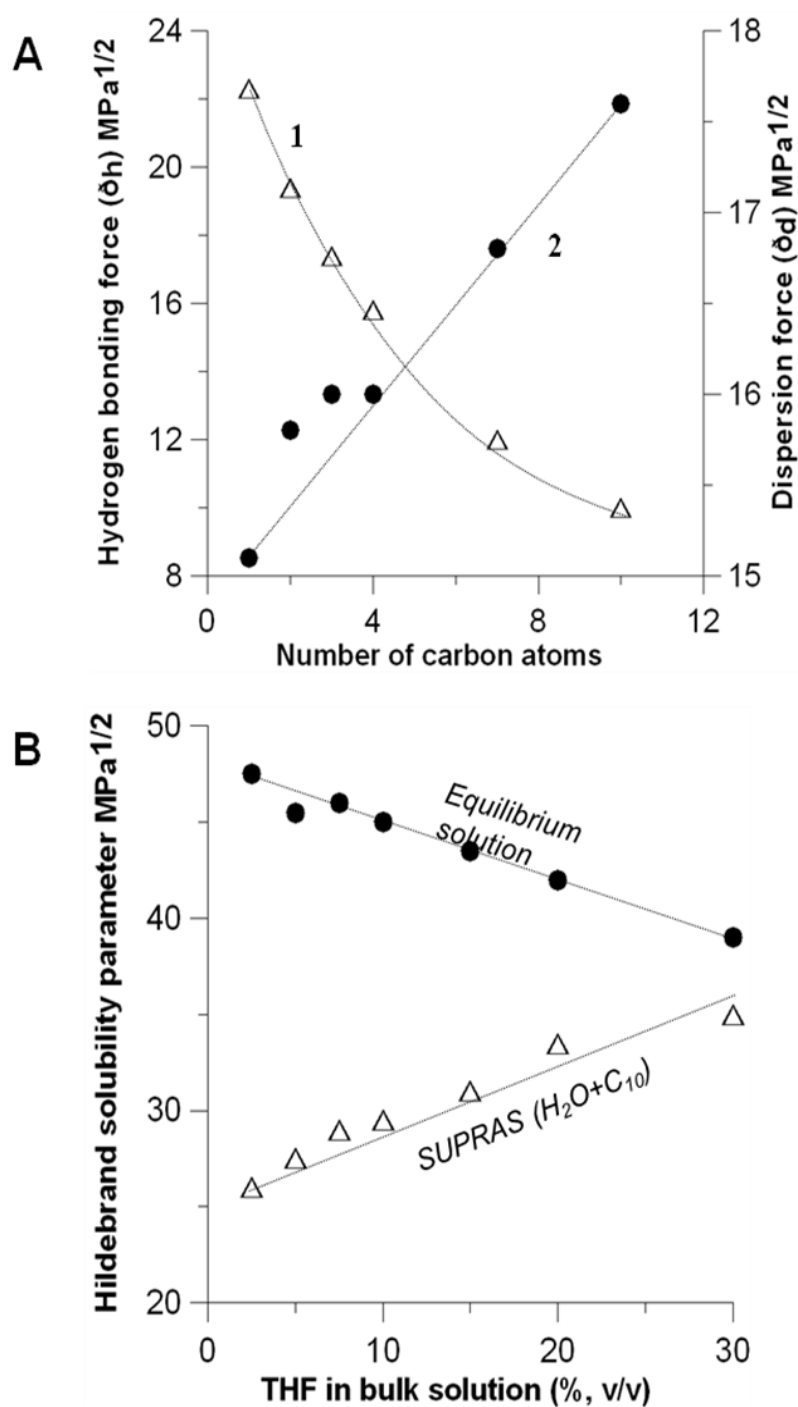 A
Hydrogen bonding force (ðh) MPa1/2
24
20
16
12
8
1
2
18
17
16
15
Dispersion force (ðd) MPa1/2
0 4 8 12
Number of carbon atoms
B
Hildebrand solubility parameter MPa1/2
50
40
30
20
Equilibrium
solution
SUPRAS (H₂O+C₁₀)
0 10 20 30
THF in bulk solution (%, v/v)